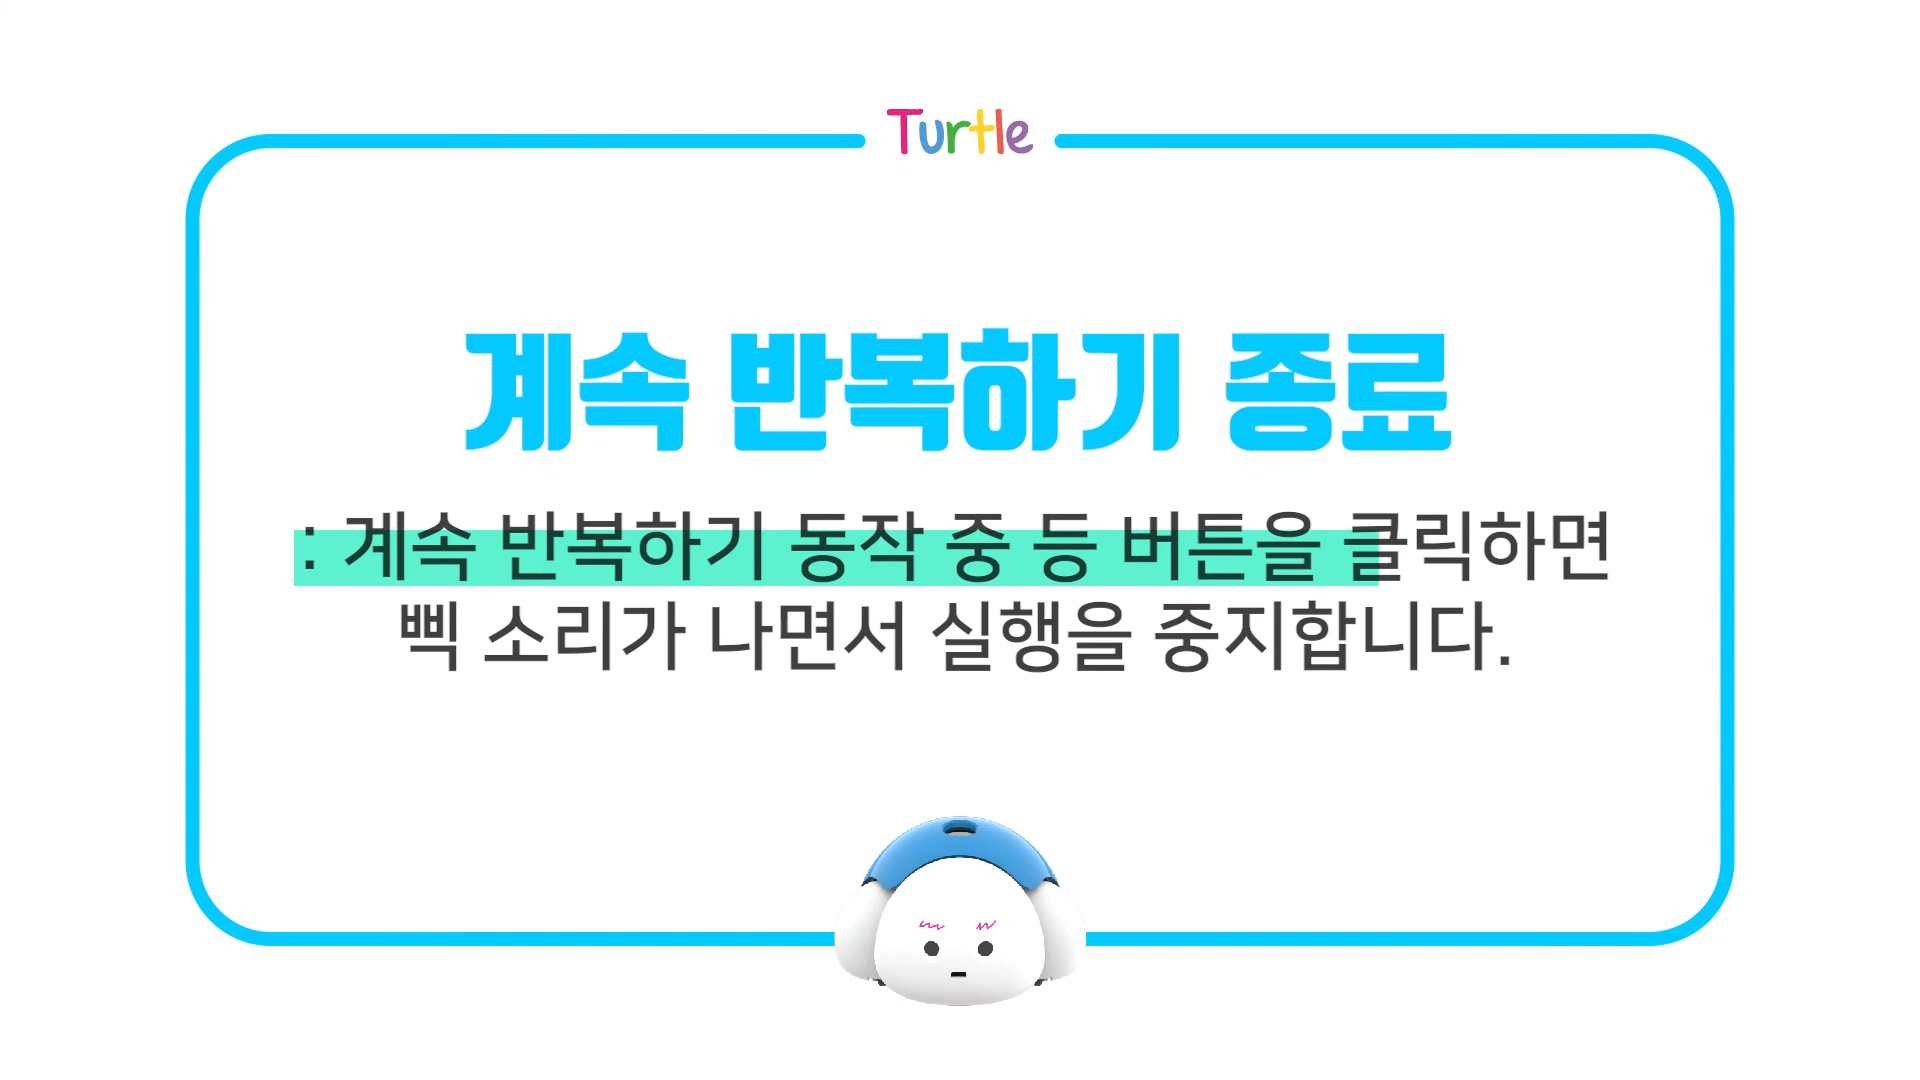 Turtle
계속 반복하기 종료
: 계속 반복하기 동작 중 등 버튼을 클릭하면
삑 소리가 나면서 실행을 중지합니다.